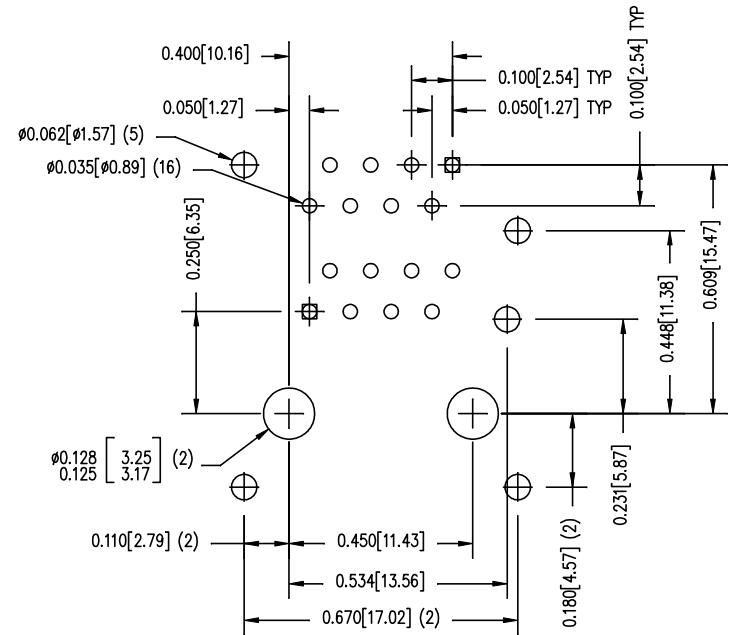 0.400[10.16]
0.100[2.54] TYP
0.100[2.54] TYP
0.050[1.27]
0.050[1.27] TYP
ø0.062[ø1.57] (5)
ø0.035[ø0.89] (16)
0.250[6.35]
0.609[15.47]
0.448[11.38]
0.231[5.87]
ø0.128 [ 3.25 ] (2)
0.125 [ 3.17 ]
0.180[4.57] (2)
0.110[2.79] (2)
0.450[11.43]
0.534[13.56]
0.670[17.02] (2)